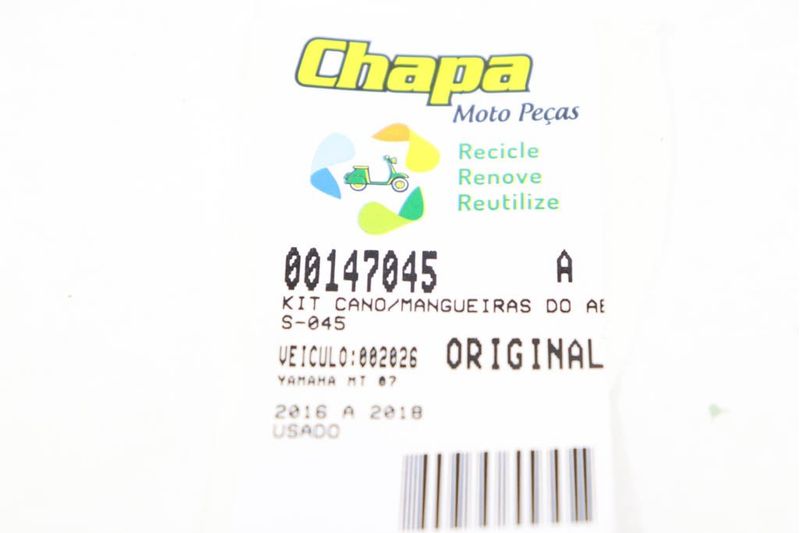 Chapa
Moto Peças
Recicle
Renove
Reutilize
00147045 A
KIT CANO/MANGUEIRAS DO
S-045
VEICULO:002026 ORIGINAL
YAMAHA MT 07
2016 A 2018
USADO